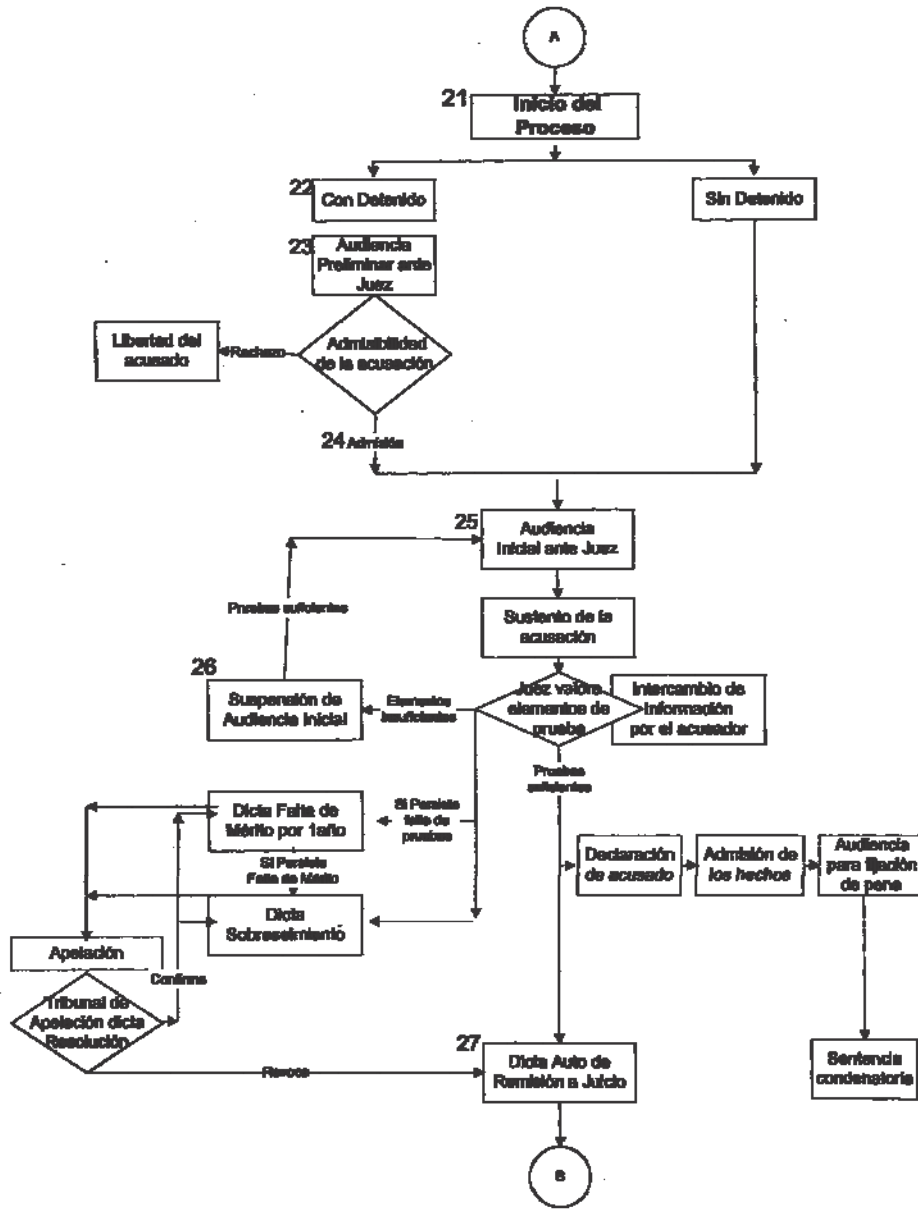 A
21
Inicio del
Proceso
22
Con Detenido
Sin Detenido
23
Audiencia
Preliminar ante
Juez
Libertad del
acusado
Rechazo
Admisibilidad
de la acusación
24 Admisión
25
Audiencia
Inicial ante Juez
Pruebas suficientes
Sustento de la
acusación
26
Suspensión de
Audiencia Inicial
Elementos
insuficientes
Juez valora
elementos de
prueba
Intercambio de
información
por el acusador
Pruebas
suficientes
Dicta Falta de
Mérito por 1año
Si Persiste
falta de
pruebas
Si Persiste
Falta de Mérito
Declaración
de acusado
Admisión de
los hechos
Audiencia
para fijación
de pena
Dicta
Sobreseimiento
Apelación
Confirma
Tribunal de
Apelación dicta
Resolución
27
Dicta Auto de
Remisión a Juicio
Revoca
Sentencia
condenatoria
B